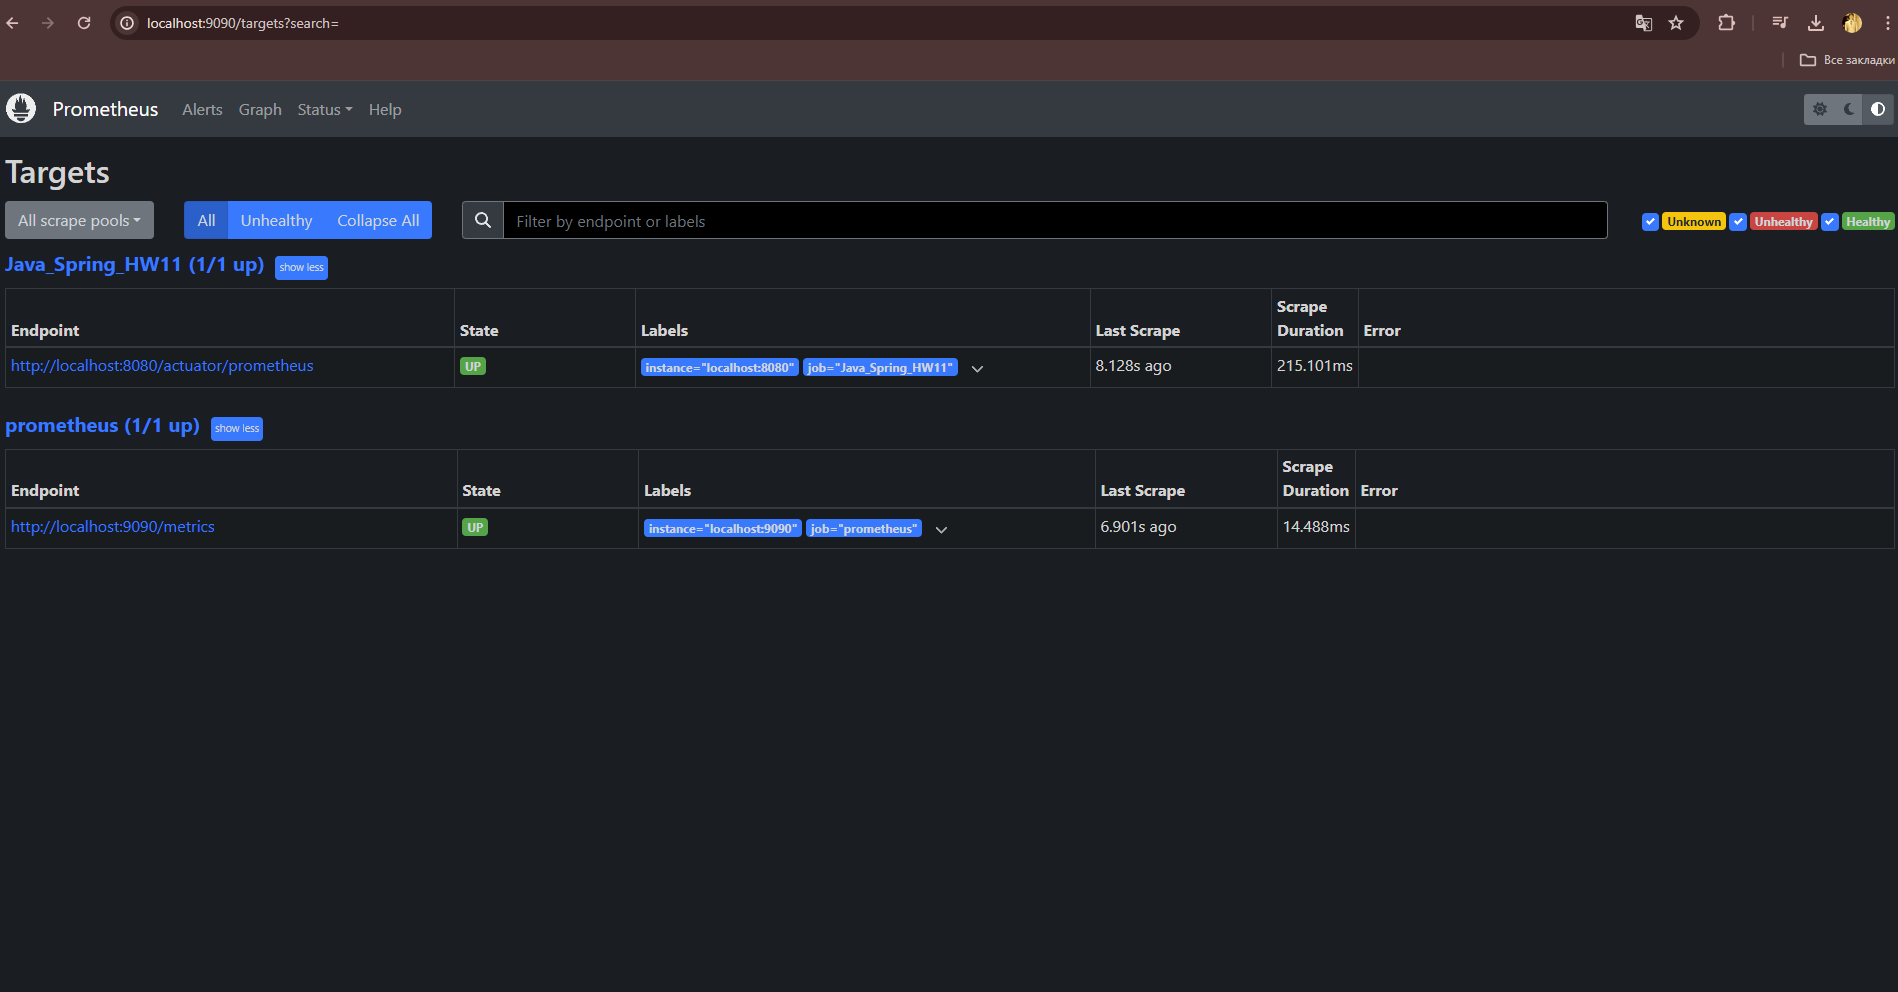 localhost:9090/targets?search=
Все закладки
Prometheus Alerts Graph Status Help
Targets
All scrape pools All Unhealthy Collapse All Filter by endpoint or labels Unknown Unhealthy Healthy
Java_Spring_HW11 (1/1 up) show less
Endpoint State Labels Last Scrape Scrape Duration Error
http://localhost:8080/actuator/prometheus UP instance="localhost:8080" job="Java_Spring_HW11" 8.128s ago 215.101ms
prometheus (1/1 up) show less
Endpoint State Labels Last Scrape Scrape Duration Error
http://localhost:9090/metrics UP instance="localhost:9090" job="prometheus" 6.901s ago 14.488ms